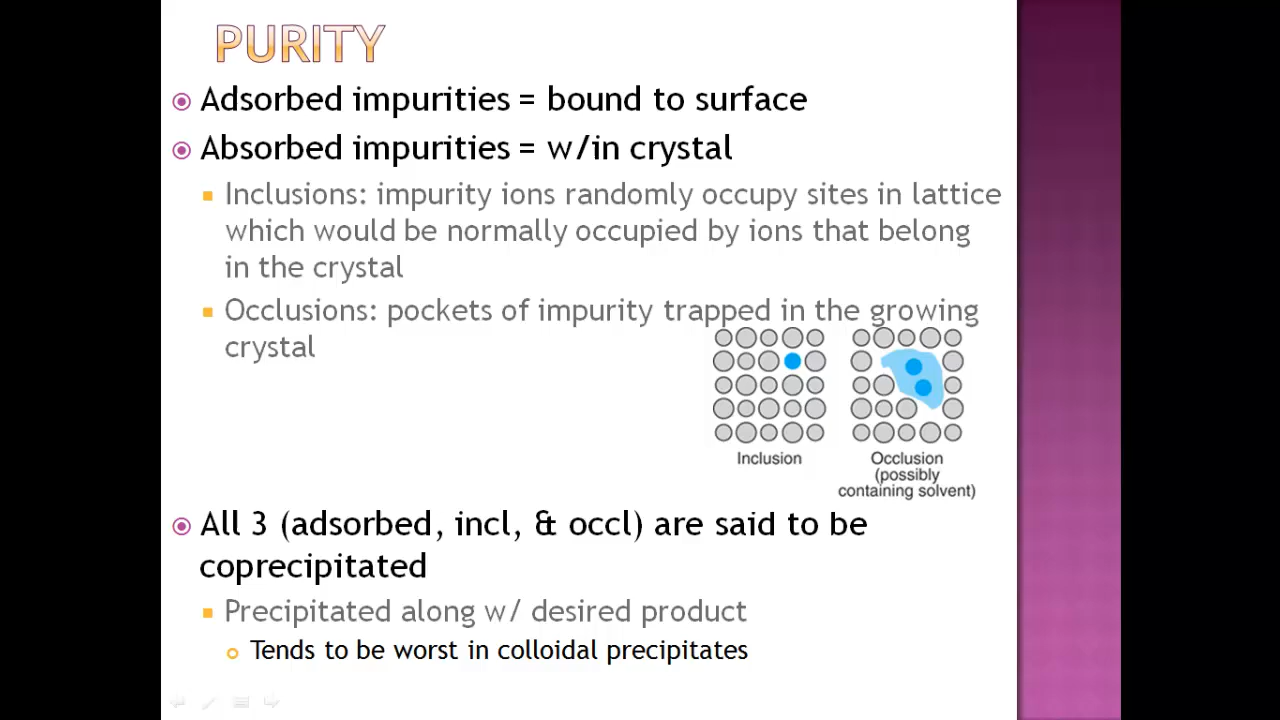 PURITY
Adsorbed impurities = bound to surface
Absorbed impurities = w/in crystal
Inclusions: impurity ions randomly occupy sites in lattice
which would be normally occupied by ions that belong
in the crystal
Occlusions: pockets of impurity trapped in the growing
crystal
Inclusion
Occlusion
(possibly
containing solvent)
All 3 (adsorbed, incl, & occl) are said to be
coprecipitated
Precipitated along w/ desired product
Tends to be worst in colloidal precipitates